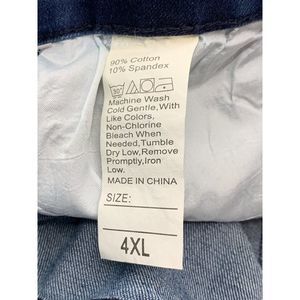 90% Cotton
10% Spandex
30°
Machine Wash
Cold Gentle,With
Like Colors,
Non-Chlorine
Bleach When
Needed,Tumble
Dry Low,Remove
Promptly,Iron
Low.
MADE IN CHINA
SIZE:
4XL